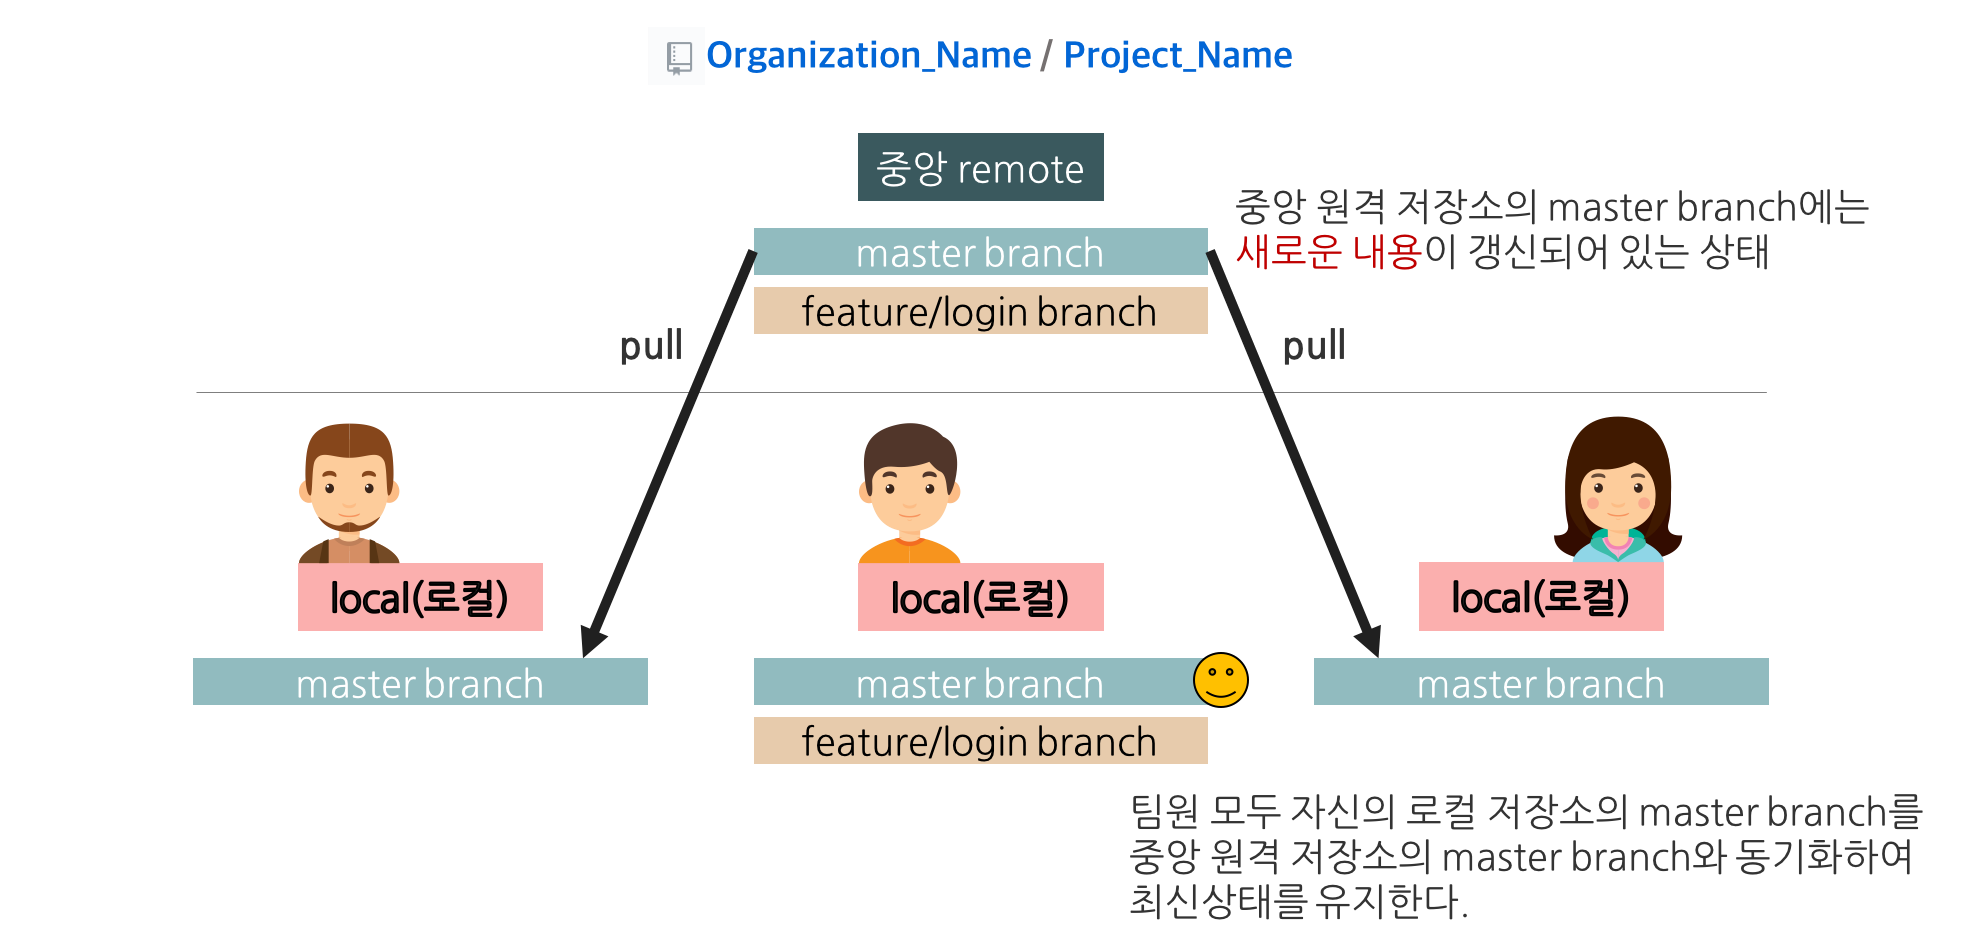 Organization_Name / Project_Name
중앙 remote
중앙 원격 저장소의 master branch에는
새로운 내용이 갱신되어 있는 상태
master branch
feature/login branch
pull
pull
local(로컬)
local(로컬)
local(로컬)
master branch
master branch
master branch
feature/login branch
팀원 모두 자신의 로컬 저장소의 master branch를
중앙 원격 저장소의 master branch와 동기화하여
최신상태를 유지한다.